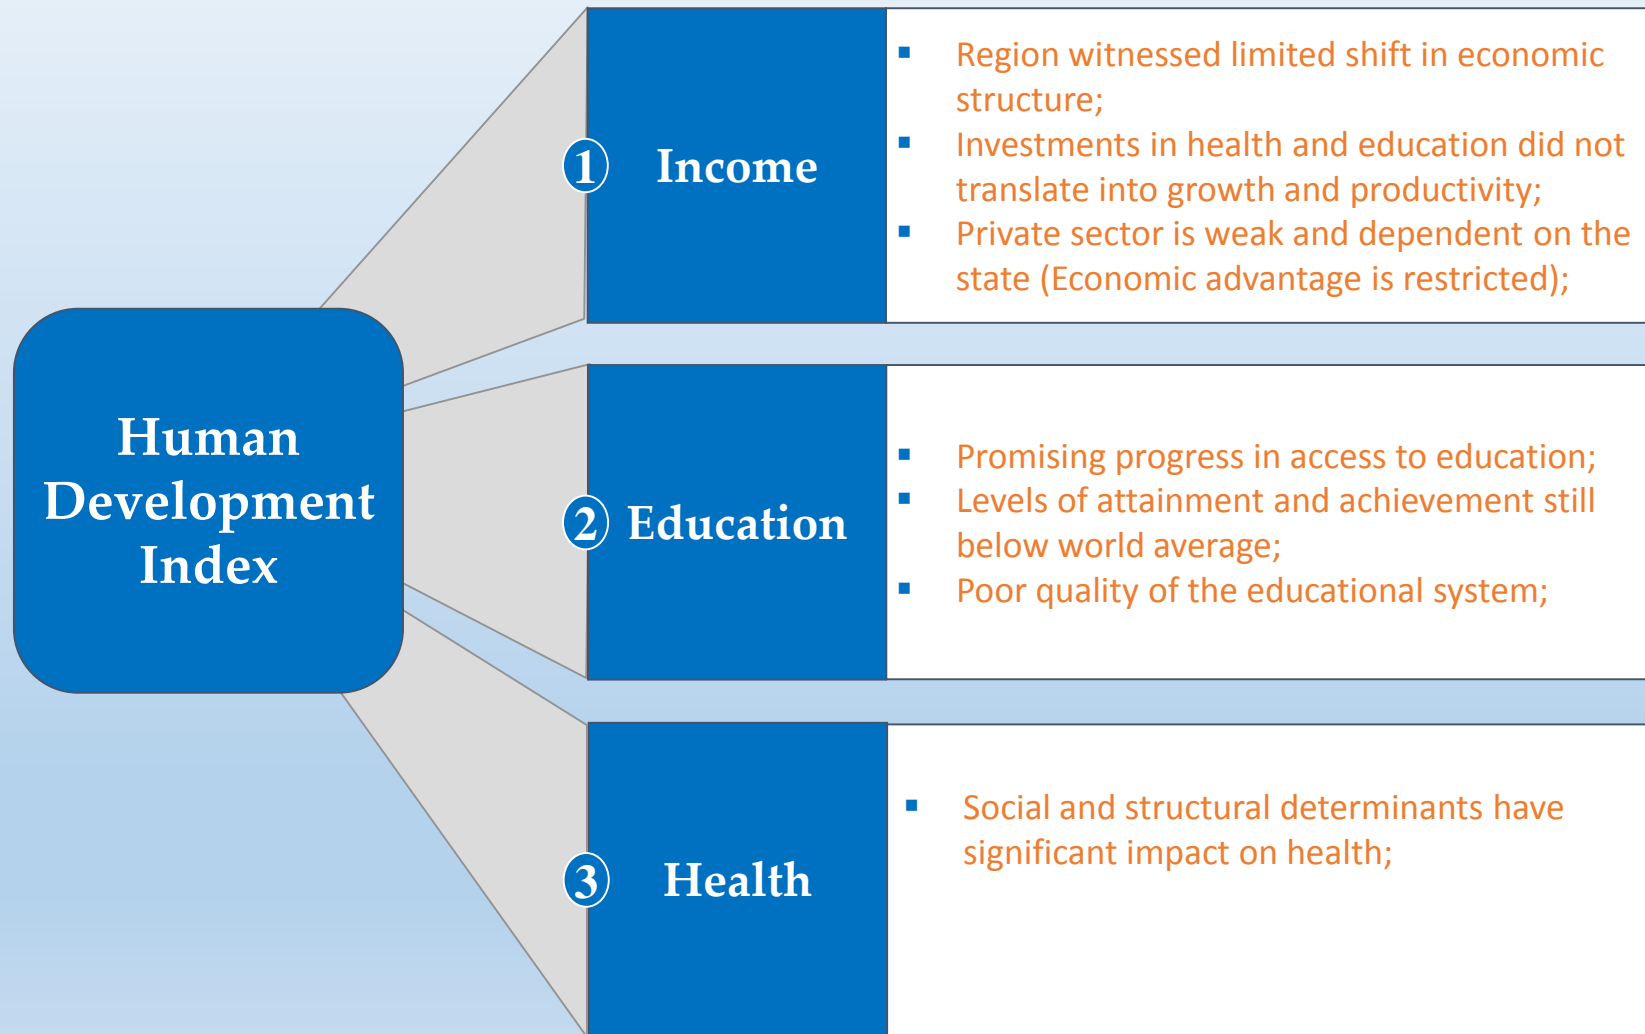 Human
Development
Index
1 Income
▪ Region witnessed limited shift in economic
structure;
▪ Investments in health and education did not
translate into growth and productivity;
▪ Private sector is weak and dependent on the
state (Economic advantage is restricted);
2 Education
▪ Promising progress in access to education;
▪ Levels of attainment and achievement still
below world average;
▪ Poor quality of the educational system;
3 Health
▪ Social and structural determinants have
significant impact on health;